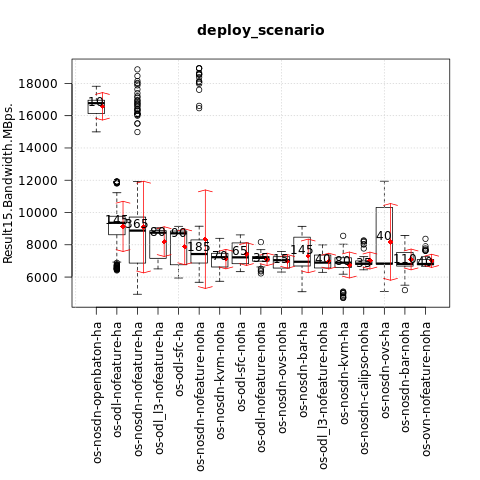 deploy_scenario
Result15.Bandwidth.MBps.
18000
16000
14000
12000
10000
8000
6000
145
365
80
90
185
70
65
15
145
40
80
40
110
os-nosdn-openbaton-ha
os-odl-nofeature-ha
os-nosdn-nofeature-ha
os-odl_l3-nofeature-ha
os-odl-sfc-ha
os-nosdn-nofeature-noha
os-nosdn-kvm-noha
os-odl-sfc-noha
os-odl-nofeature-noha
os-nosdn-ovs-noha
os-nosdn-bar-ha
os-odl_l3-nofeature-noha
os-nosdn-kvm-ha
os-nosdn-calipso-noha
os-nosdn-ovs-ha
os-nosdn-bar-noha
os-ovn-nofeature-noha